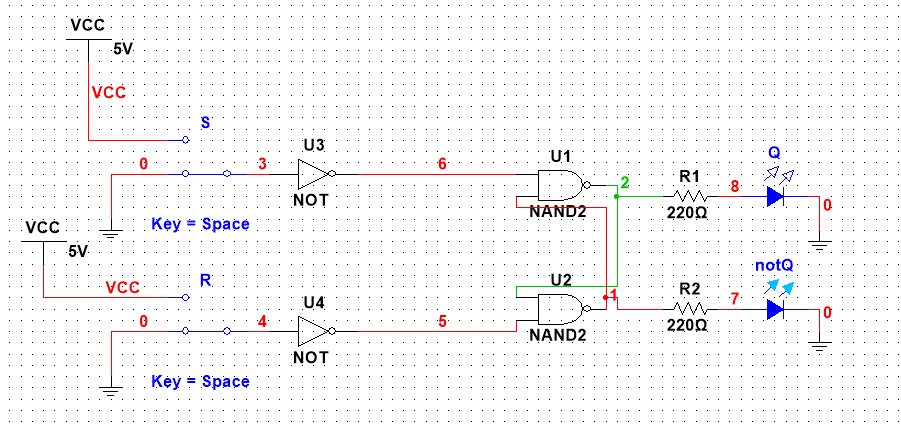 VCC
5V
VCC
S
0
3
U3
NOT
6
U1
NAND2
2
R1
220Ω
8
Q
0
Key = Space
VCC
5V
VCC
R
0
4
U4
NOT
5
U2
NAND2
1
R2
220Ω
7
notQ
0
Key = Space